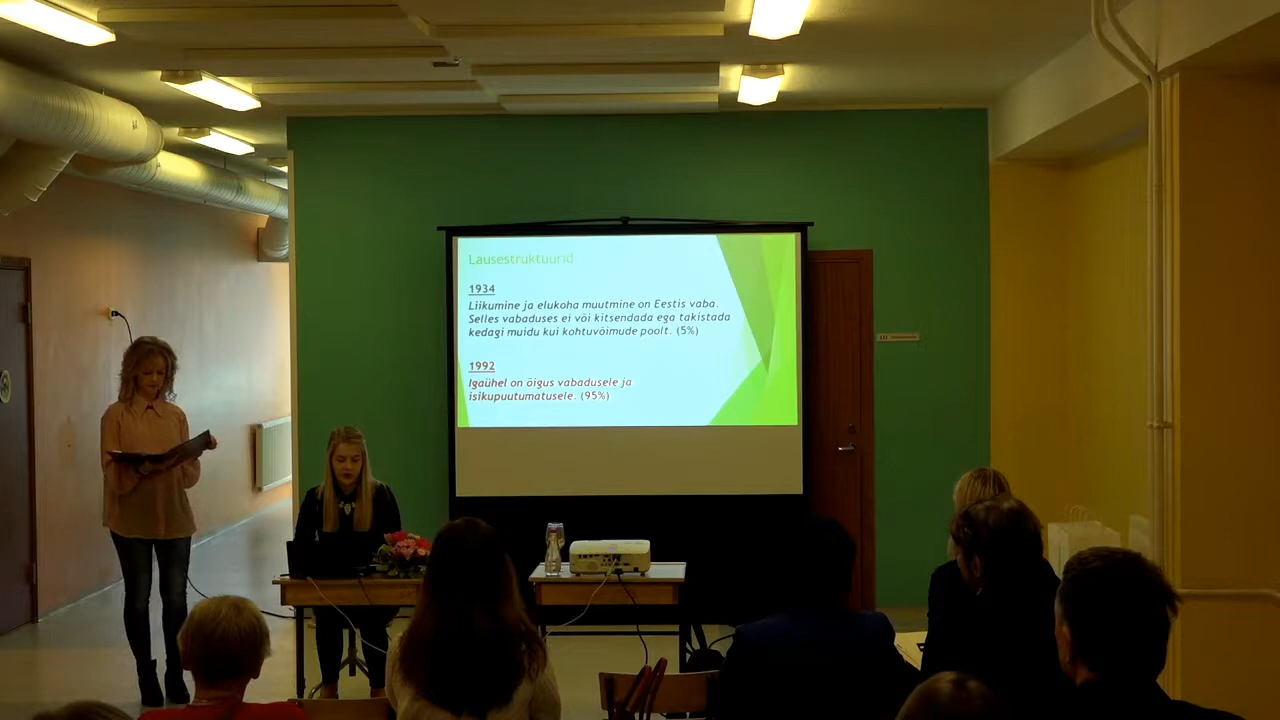 Lausestruktuurid
1934
Liikumine ja elukoha muutmine on Eestis vaba.
Selles vabaduses ei või kitsendada ega takistada
kedagi muidu kui kohtuvõimude poolt. (5%)
1992
Igaühel on õigus vabadusele ja
isikupuutumatusele. (95%)